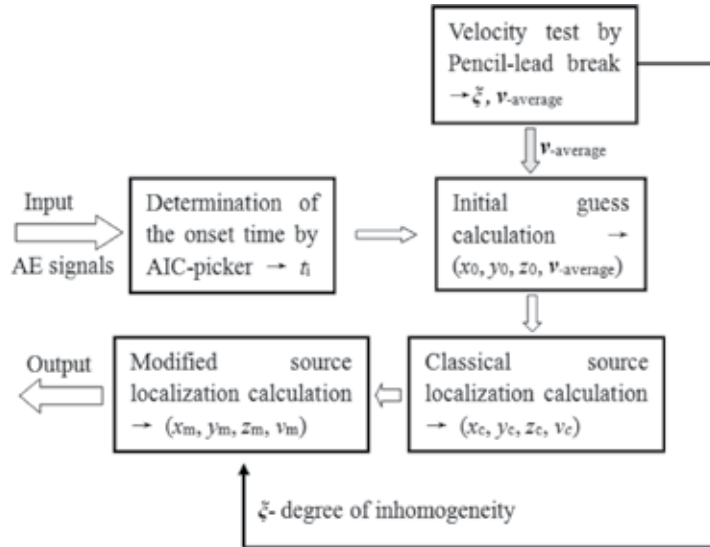 Velocity test by
Pencil-lead break
→ξ, v-average
v-average
Input
AE signals
Determination of
the onset time by
AIC-picker → ti
Initial guess
calculation →
(x0, y0, z0, v-average)
Output
Modified source
localization calculation
→ (xm, ym, zm, vm)
Classical source
localization calculation
→ (xc, yc, zc, vc)
ξ- degree of inhomogeneity